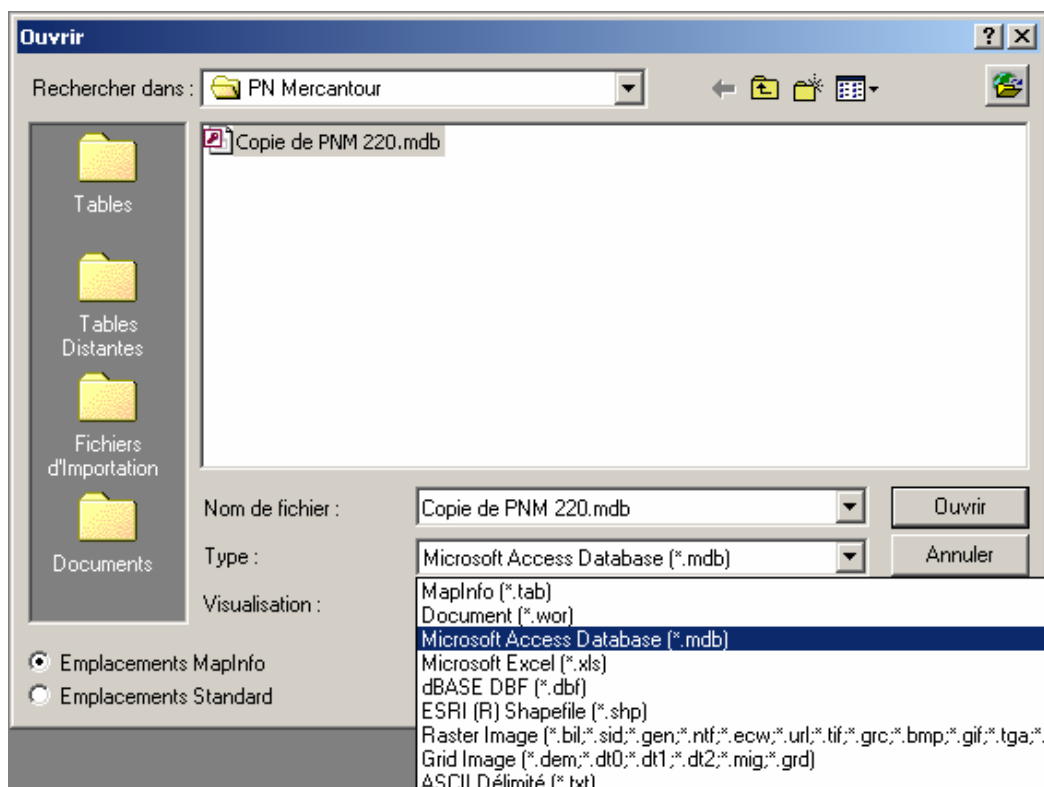 Ouvrir
Rechercher dans : PN Mercantour
Copie de PNM 220.mdb
Tables
Tables
Distantes
Fichiers
d'Importation
Documents
Nom de fichier : Copie de PNM 220.mdb Ouvrir
Type : Microsoft Access Database (*.mdb) Annuler
Visualisation :
MapInfo (*.tab)
Document (*.wor)
Microsoft Access Database (*.mdb)
Microsoft Excel (*.xls)
dBASE DBF (*.dbf)
ESRI (R) Shapefile (*.shp)
Raster Image (*.bil;*.sid;*.gen;*.ntf;*.ecw;*.url;*.tif;*.grc;*.bmp;*.gif;*.tga;*.
Grid Image (*.dem;*.dt0;*.dt1;*.dt2;*.mig;*.grd)
ASCII Délimité (*.txt)
Emplacements MapInfo
Emplacements Standard